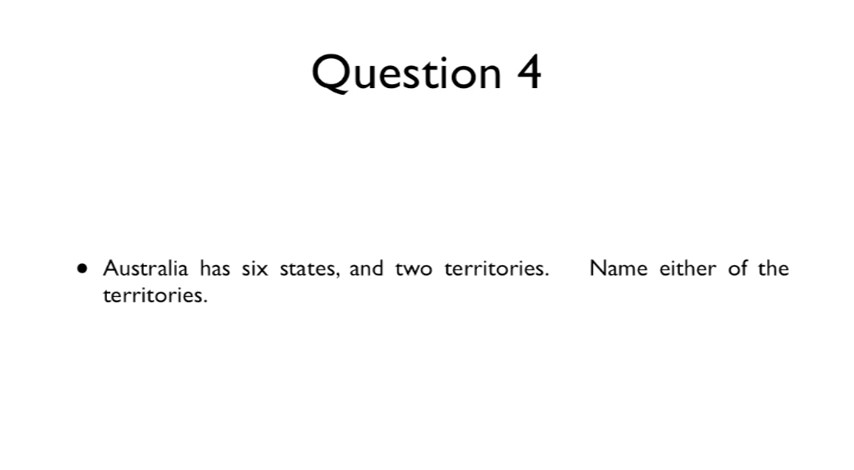 Question 4
• Australia has six states, and two territories. Name either of the
territories.